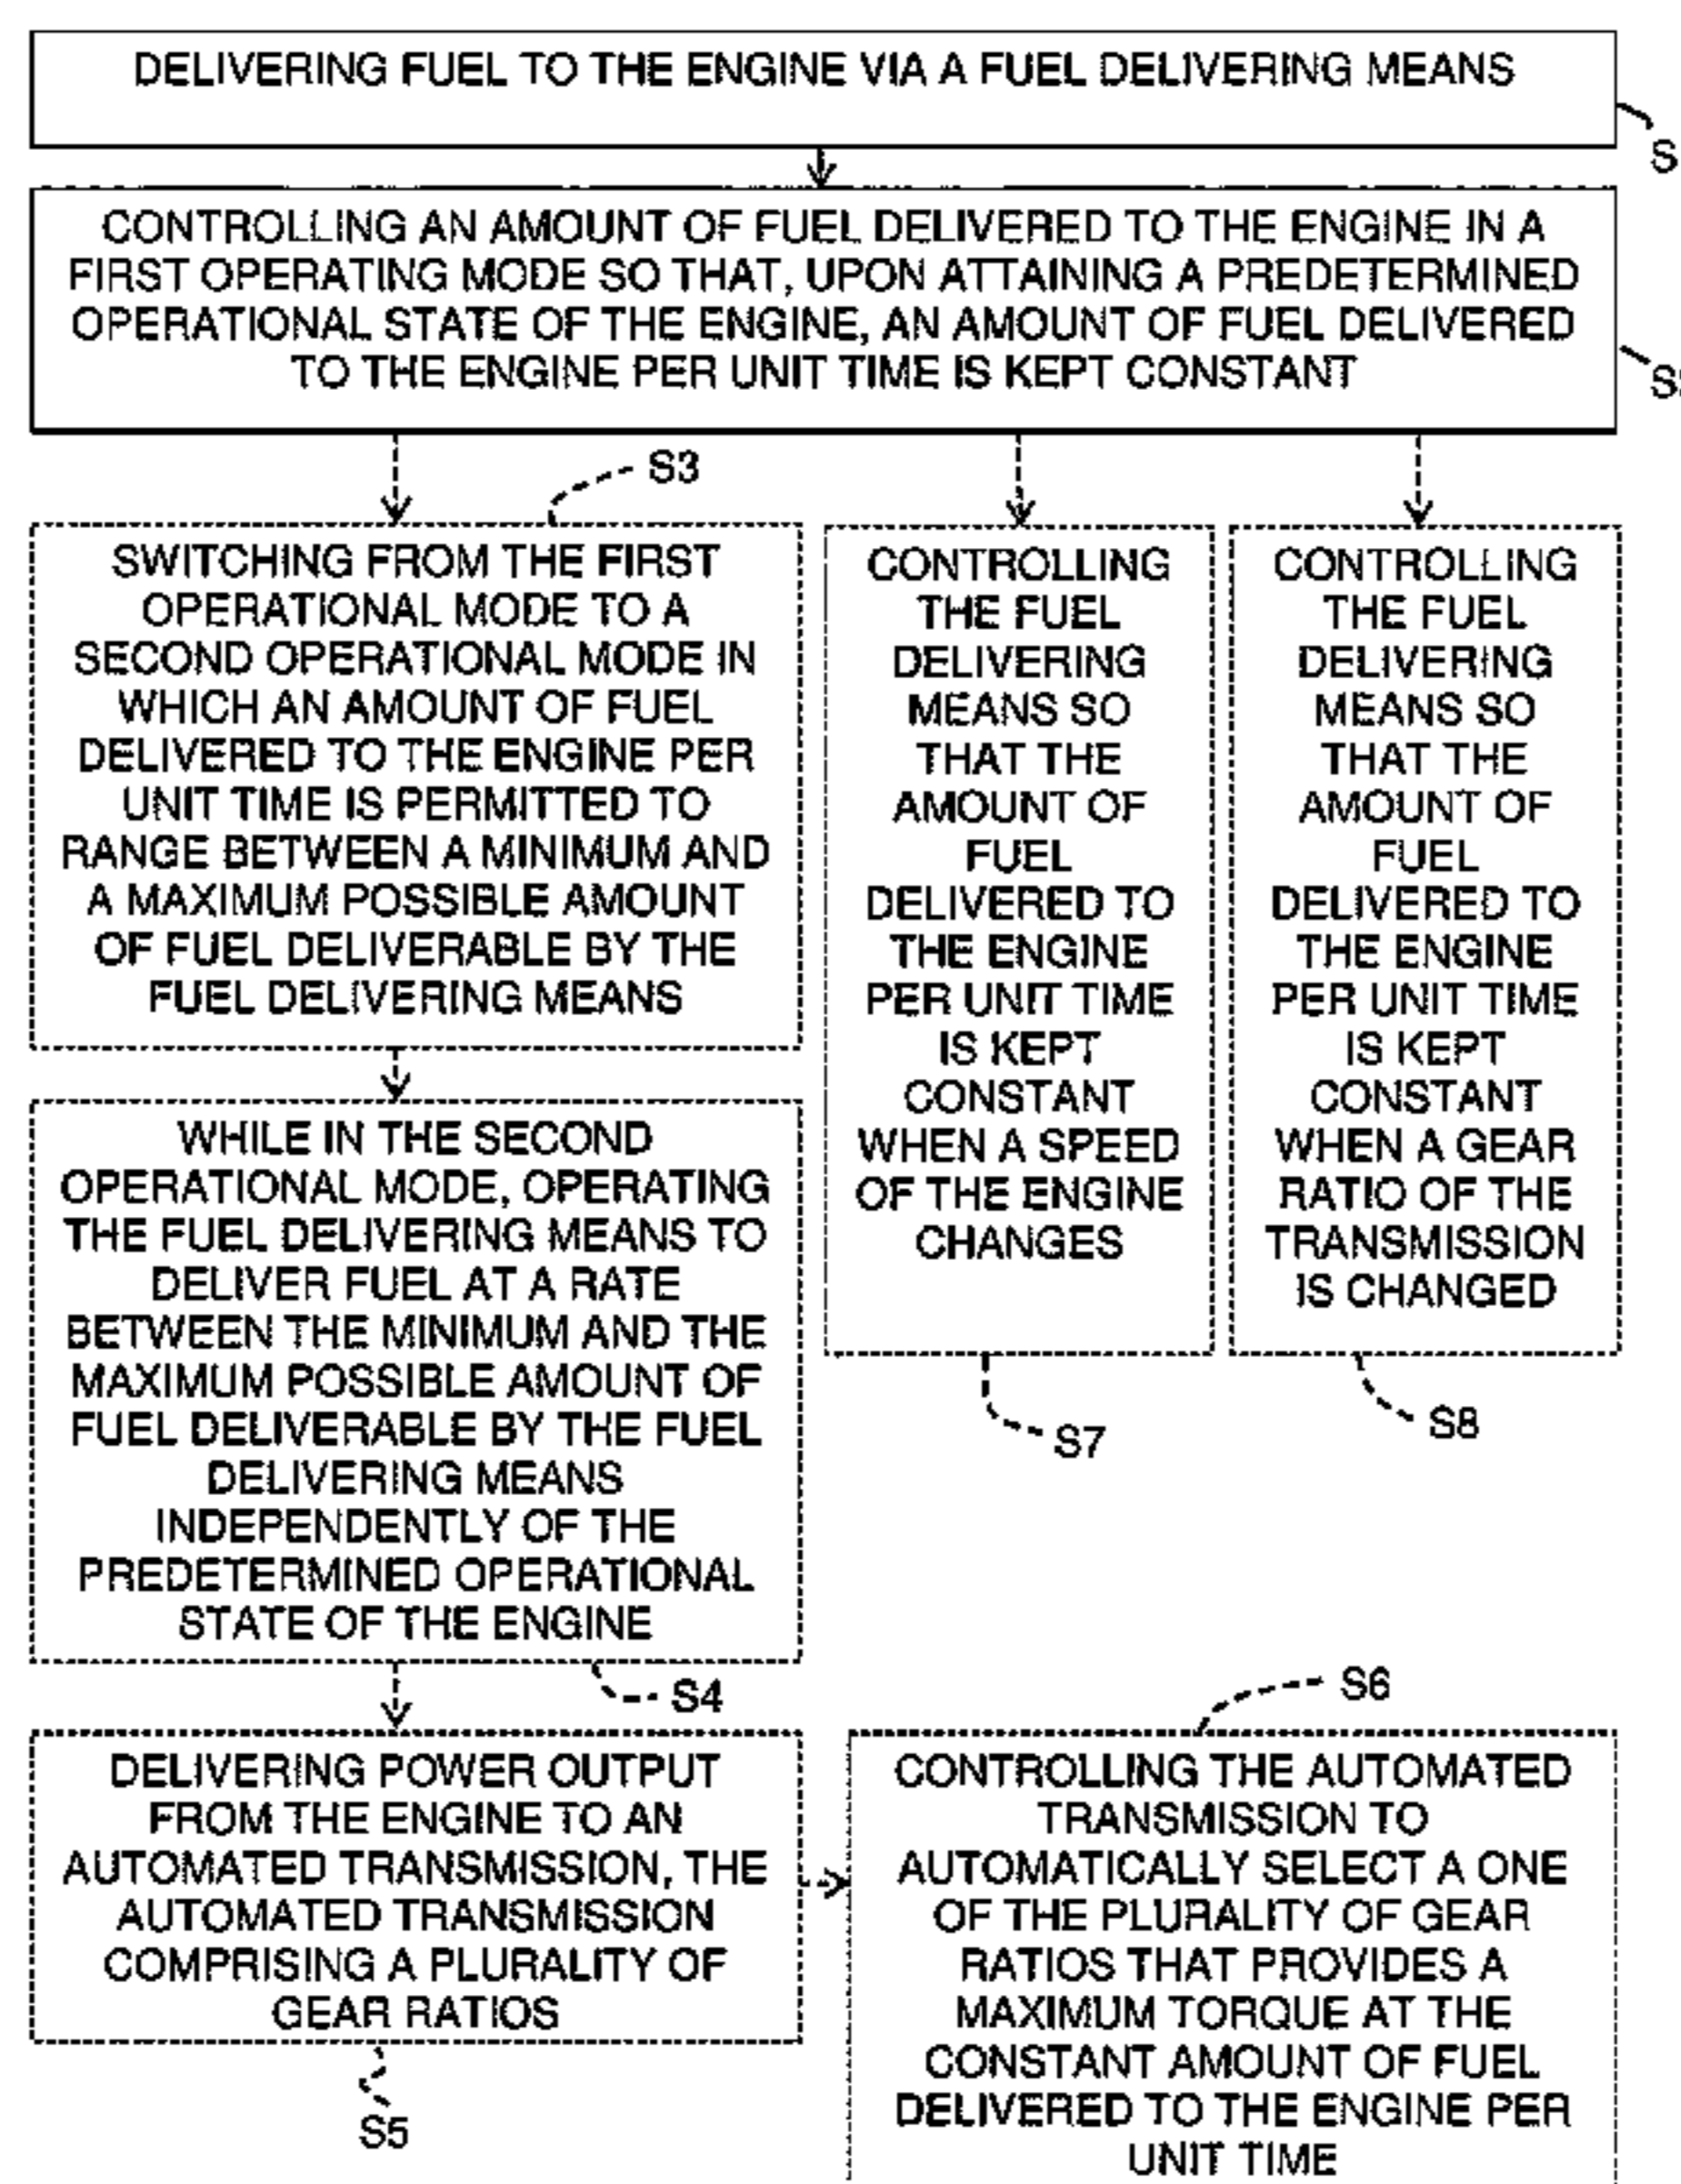 DELIVERING FUEL TO THE ENGINE VIA A FUEL DELIVERING MEANS
S
CONTROLLING AN AMOUNT OF FUEL DELIVERED TO THE ENGINE IN A
FIRST OPERATING MODE SO THAT, UPON ATTAINING A PREDETERMINED
OPERATIONAL STATE OF THE ENGINE, AN AMOUNT OF FUEL DELIVERED
TO THE ENGINE PER UNIT TIME IS KEPT CONSTANT
S3
SWITCHING FROM THE FIRST
OPERATIONAL MODE TO A
SECOND OPERATIONAL MODE IN
WHICH AN AMOUNT OF FUEL
DELIVERED TO THE ENGINE PER
UNIT TIME IS PERMITTED TO
RANGE BETWEEN A MINIMUM AND
A MAXIMUM POSSIBLE AMOUNT
OF FUEL DELIVERABLE BY THE
FUEL DELIVERING MEANS
WHILE IN THE SECOND
OPERATIONAL MODE, OPERATING
THE FUEL DELIVERING MEANS TO
DELIVER FUEL AT A RATE
BETWEEN THE MINIMUM AND THE
MAXIMUM POSSIBLE AMOUNT OF
FUEL DELIVERABLE BY THE FUEL
DELIVERING MEANS
INDEPENDENTLY OF THE
PREDETERMINED OPERATIONAL
STATE OF THE ENGINE
S4
DELIVERING POWER OUTPUT
FROM THE ENGINE TO AN
AUTOMATED TRANSMISSION, THE
AUTOMATED TRANSMISSION
COMPRISING A PLURALITY OF
GEAR RATIOS
S5
CONTROLLING
THE FUEL
DELIVERING
MEANS SO
THAT THE
AMOUNT OF
FUEL
DELIVERED TO
THE ENGINE
PER UNIT TIME
IS KEPT
CONSTANT
WHEN A SPEED
OF THE ENGINE
CHANGES
S7
CONTROLLING
THE FUEL
DELIVERING
MEANS SO
THAT THE
AMOUNT OF
FUEL
DELIVERED TO
THE ENGINE
PER UNIT TIME
IS KEPT
CONSTANT
WHEN A GEAR
RATIO OF THE
TRANSMISSION
IS CHANGED
S8
S6
CONTROLLING THE AUTOMATED
TRANSMISSION TO
AUTOMATICALLY SELECT A ONE
OF THE PLURALITY OF GEAR
RATIOS THAT PROVIDES A
MAXIMUM TORQUE AT THE
CONSTANT AMOUNT OF FUEL
DELIVERED TO THE ENGINE PER
UNIT TIME